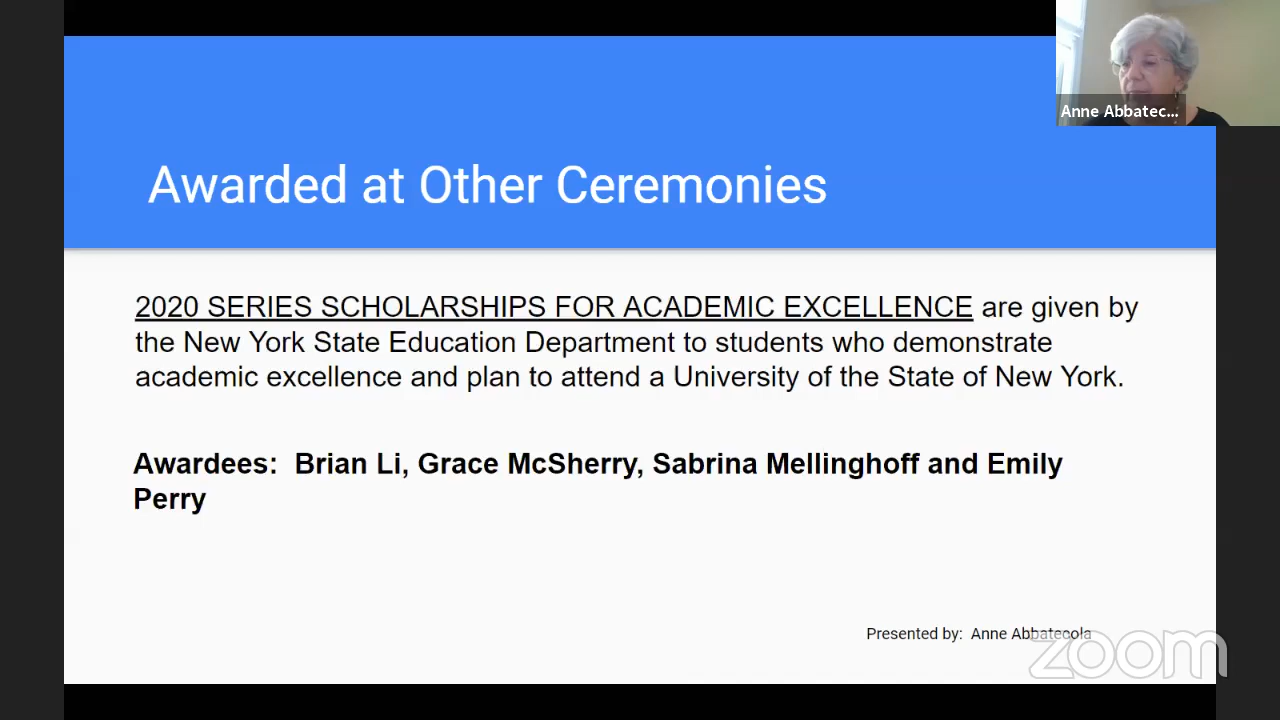 Anne Abbatec...
Awarded at Other Ceremonies
2020 SERIES SCHOLARSHIPS FOR ACADEMIC EXCELLENCE are given by
the New York State Education Department to students who demonstrate
academic excellence and plan to attend a University of the State of New York.
Awardees: Brian Li, Grace McSherry, Sabrina Mellinghoff and Emily
Perry
Presented by: Anne Abbatecola
zoom